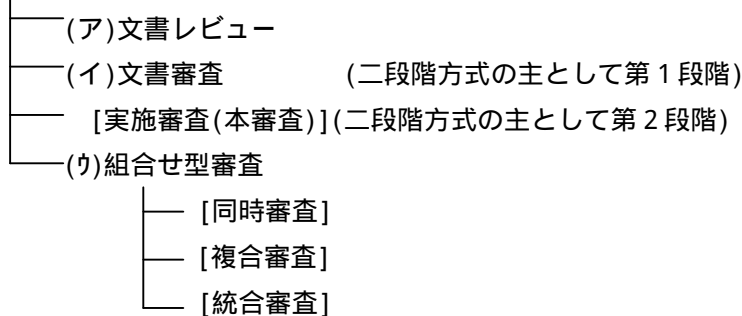 (ア)文書レビュー
(イ)文書審査 (二段階方式の主として第1段階)
[実施審査(本審査)](二段階方式の主として第2段階)
(ウ)組合せ型審査
[同時審査]
[複合審査]
[統合審査]